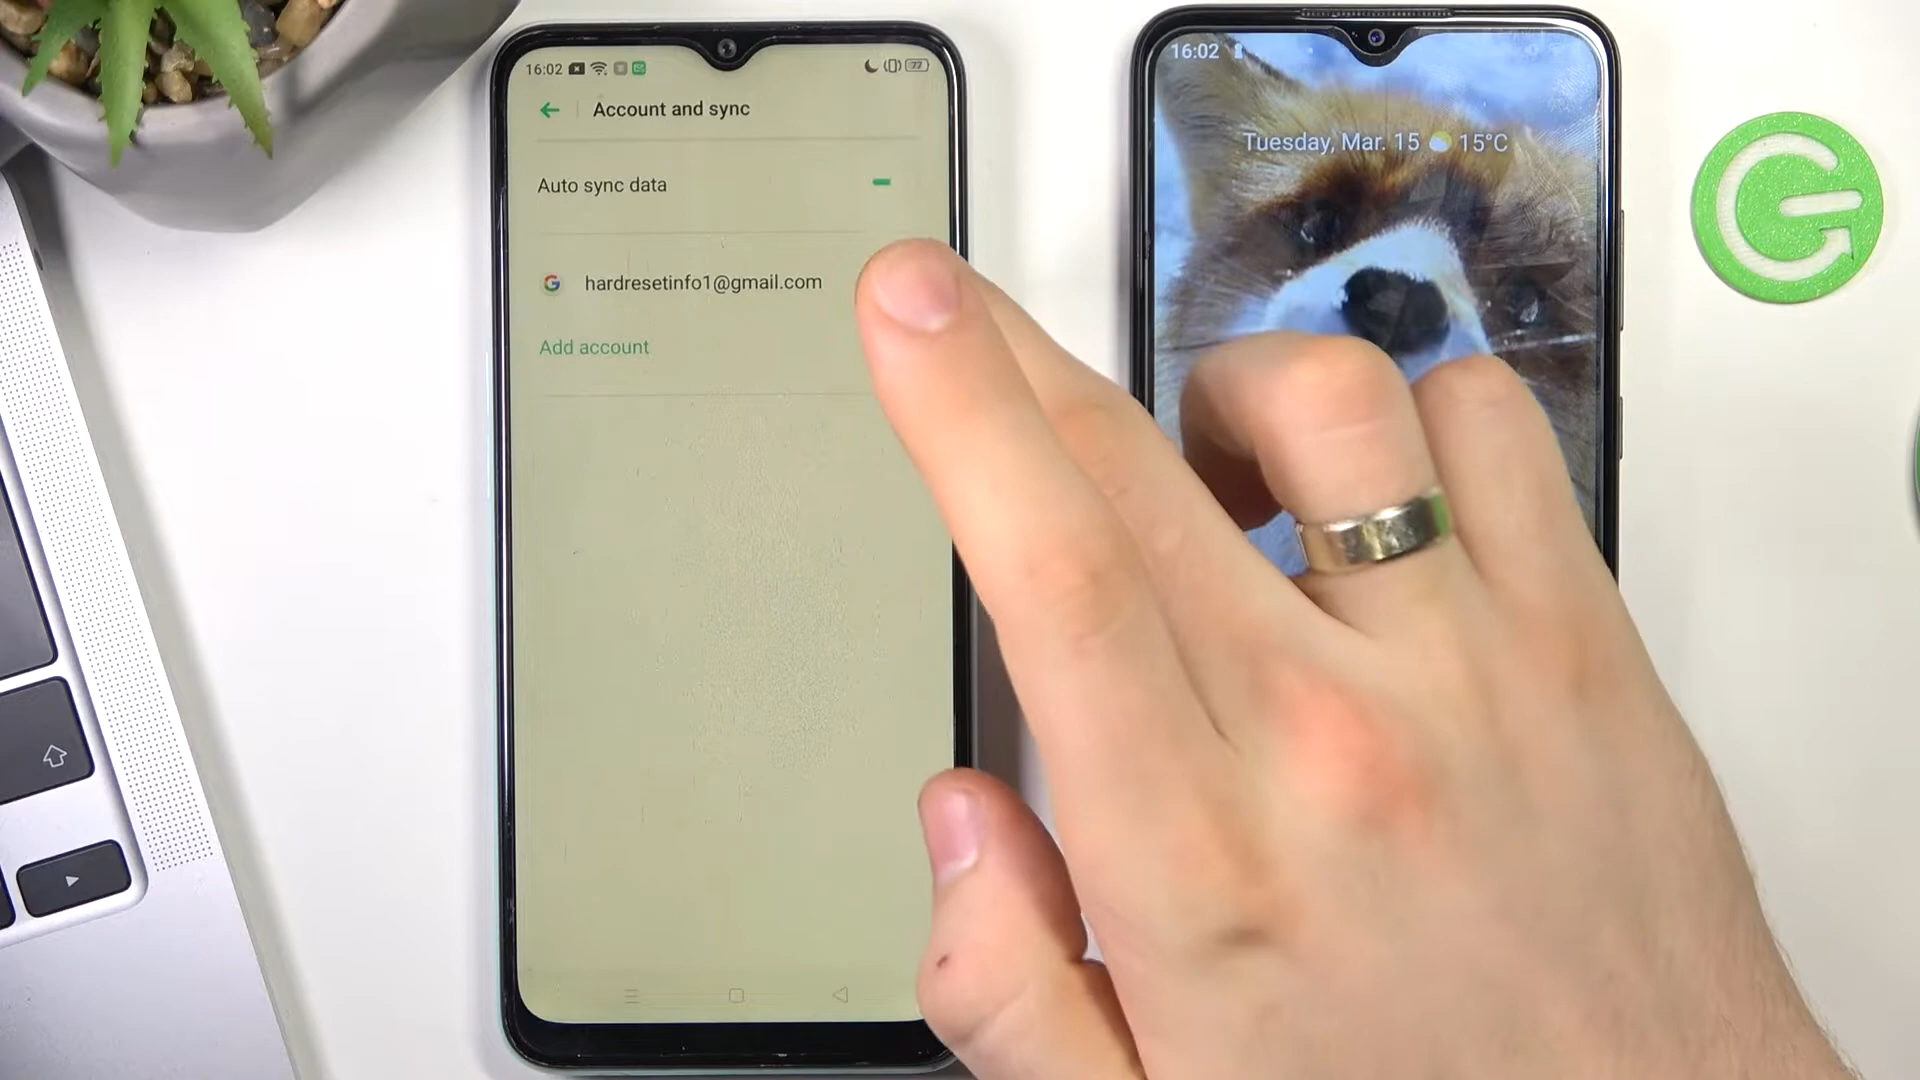 16:02
77
Account and sync
Auto sync data
hardresetinfo1@gmail.com
Add account
16:02
Tuesday, Mar. 15 15°C